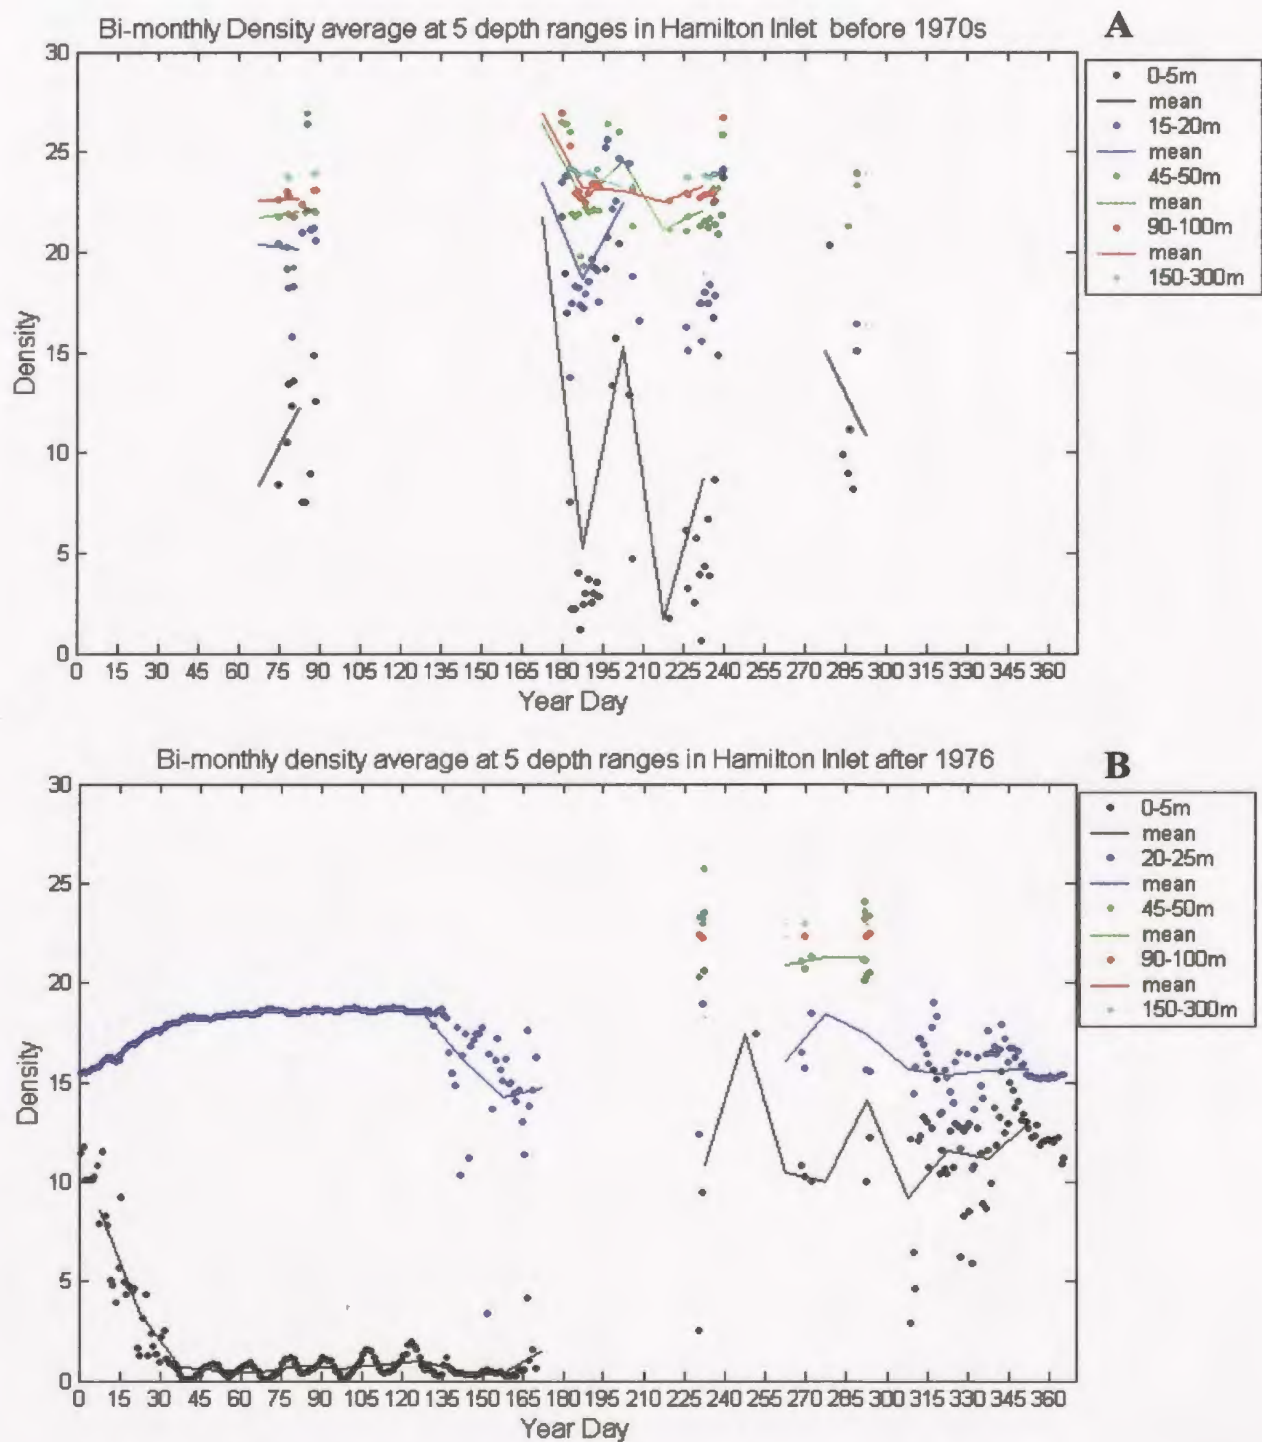 Bi-monthly Density average at 5 depth ranges in Hamilton Inlet before 1970s
A
30
25
20
15
10
5
0
Density
0 15 30 45 60 75 90 105 120 135 150 165 180 195 210 225 240 255 270 285 300 315 330 345 360
Year Day
0-5m
mean
15-20m
mean
45-50m
mean
90-100m
mean
150-300m
Bi-monthly density average at 5 depth ranges in Hamilton Inlet after 1976
B
30
25
20
15
10
5
0
Density
0 15 30 45 60 75 90 105 120 135 150 165 180 195 210 225 240 255 270 285 300 315 330 345 360
Year Day
0-5m
mean
20-25m
mean
45-50m
mean
90-100m
mean
150-300m